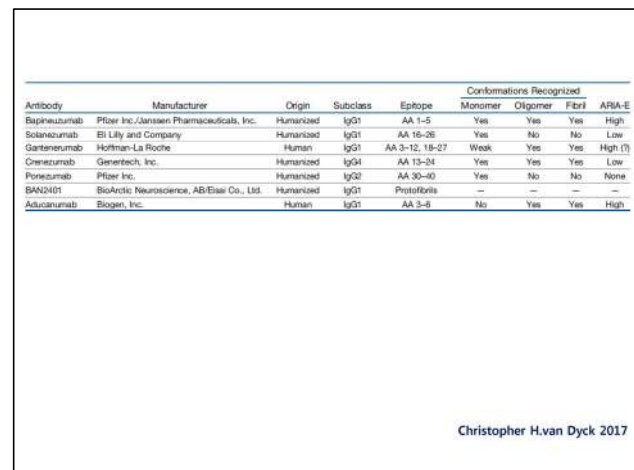 Conformations Recognized
Antibody Manufacturer Origin Subclass Epitope Monomer Oligomer Fibril ARIA-E
Bapineuzumab Pfizer Inc./Janssen Pharmaceuticals, Inc. Humanized IgG1 AA 1–5 Yes Yes Yes High
Solanezumab Eli Lilly and Company Humanized IgG1 AA 16–26 Yes No No Low
Gantenerumab Hoffman-La Roche Human IgG1 AA 3–12, 18–27 Weak Yes Yes High (?)
Crenezumab Genentech, Inc. Humanized IgG4 AA 13–24 Yes Yes Yes Low
Ponezumab Pfizer Inc. Humanized IgG2 AA 30–40 Yes No No None
BAN2401 BioArctic Neuroscience, AB/Eisai Co., Ltd. Humanized IgG1 Protofibrils — — — —
Aducanumab Biogen, Inc. Human IgG1 AA 3–6 No Yes Yes High
Christopher H.van Dyck 2017